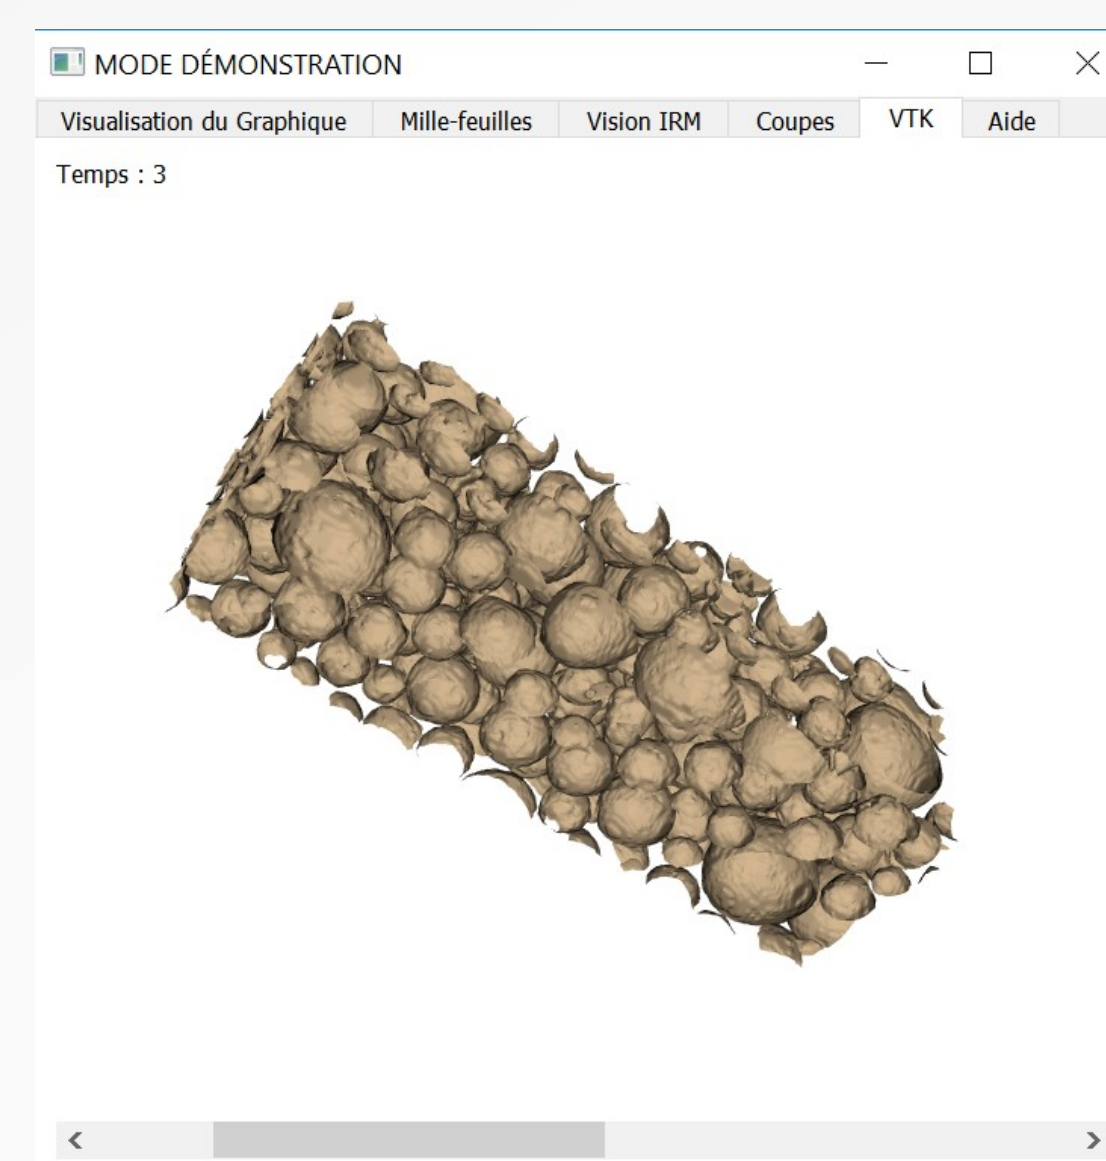 MODE DÉMONSTRATION
Visualisation du Graphique Mille-feuilles Vision IRM Coupes VTK Aide
Temps : 3